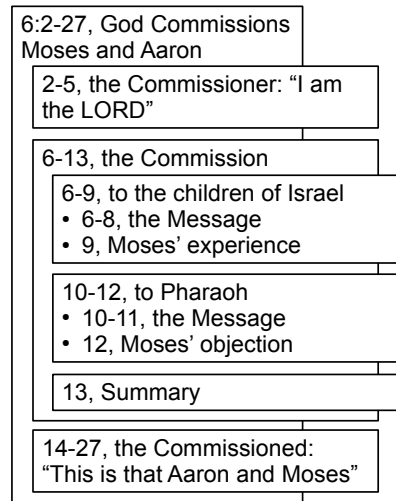 6:2-27, God Commissions
Moses and Aaron
2-5, the Commissioner: “I am
the LORD”
6-13, the Commission
6-9, to the children of Israel
• 6-8, the Message
• 9, Moses’ experience
10-12, to Pharaoh
• 10-11, the Message
• 12, Moses’ objection
13, Summary
14-27, the Commissioned:
“This is that Aaron and Moses”